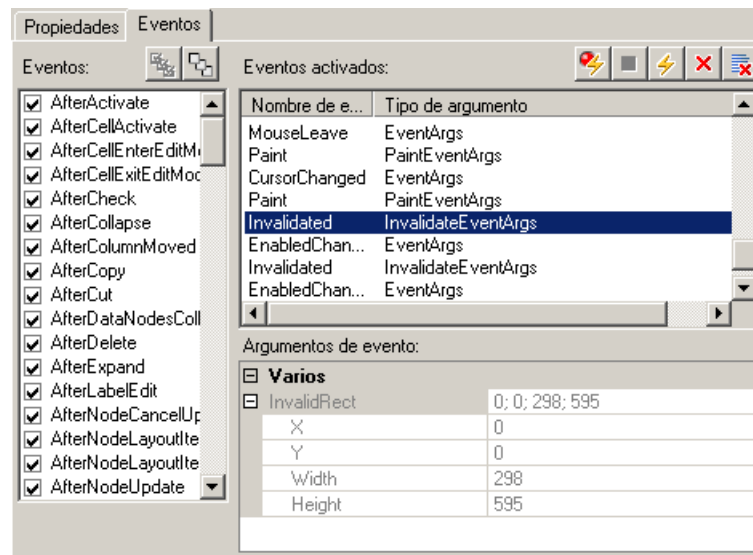 Propiedades Eventos
Eventos:
AfterActivate
AfterCellActivate
AfterCellEnterEditM
AfterCellExitEditMod
AfterCheck
AfterCollapse
AfterColumnMoved
AfterCopy
AfterCut
AfterDataNodesColl
AfterDelete
AfterExpand
AfterLabelEdit
AfterNodeCancelUp
AfterNodeLayoutIte
AfterNodeLayoutIte
AfterNodeUpdate
Eventos activados:
Nombre de e... Tipo de argumento
MouseLeave EventArgs
Paint PaintEventArgs
CursorChanged EventArgs
Paint PaintEventArgs
Invalidated InvalidateEventArgs
EnabledChan... EventArgs
Invalidated InvalidateEventArgs
EnabledChan... EventArgs
Argumentos de evento:
Varios
InvalidRect 0; 0; 298; 595
X 0
Y 0
Width 298
Height 595